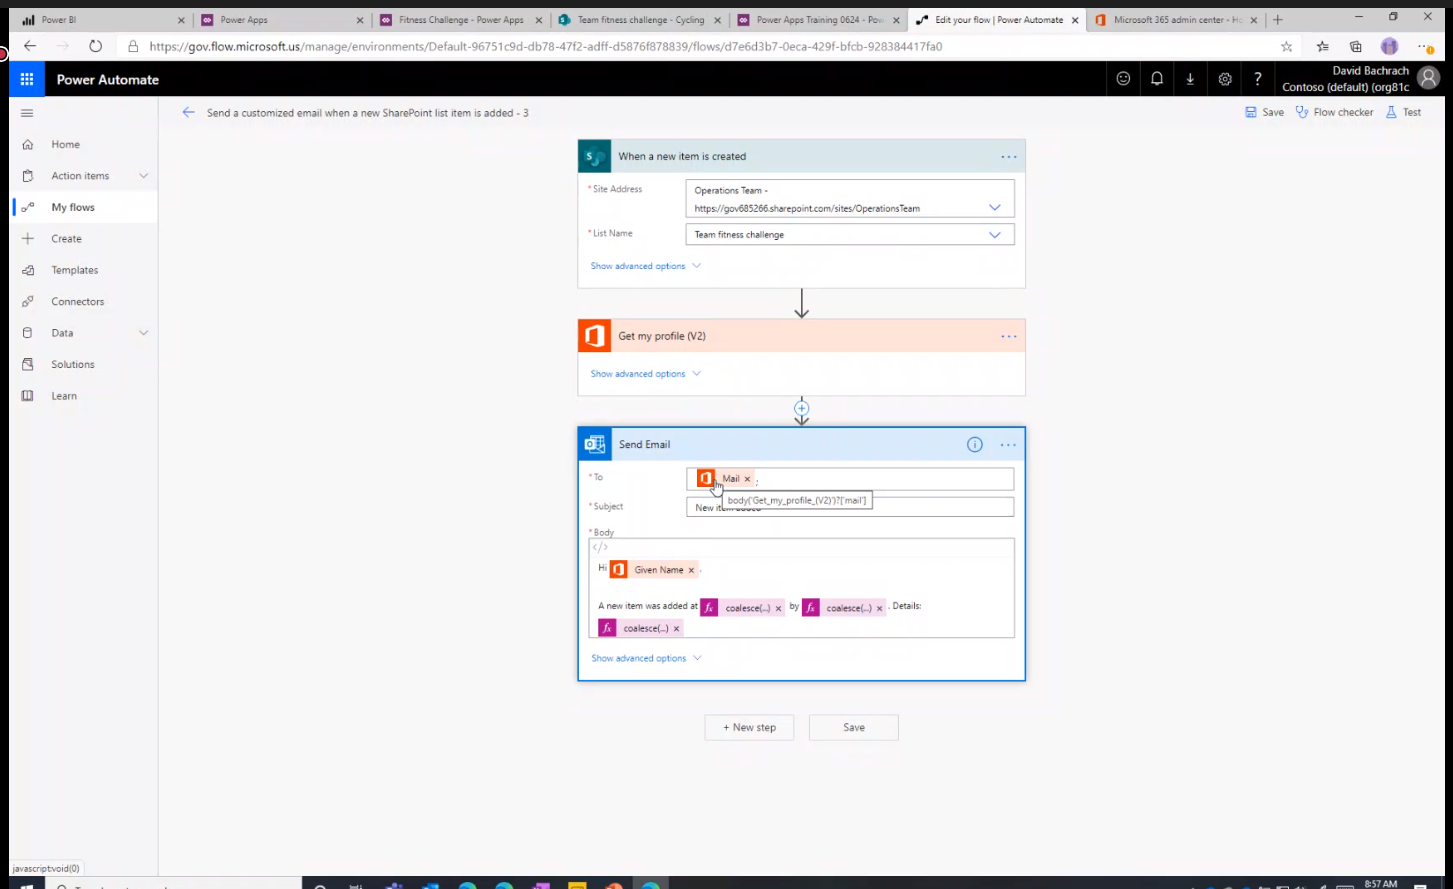 Power BI
Power Apps
Fitness Challenge - Power Apps
Team fitness challenge - Cycling
Power Apps Training 0624 - Pow
Edit your flow | Power Automate
Microsoft 365 admin center - Ho
https://gov.flow.microsoft.us/manage/environments/Default-96751c9d-db78-47f2-adff-d5876f878839/flows/d7e6d3b7-0eca-429f-bfcb-928384417fa0
Power Automate
?
David Bachrach
Contoso (default) (org81c
Send a customized email when a new SharePoint list item is added - 3
Save
Flow checker
Test
Home
Action items
My flows
Create
Templates
Connectors
Data
Solutions
Learn
When a new item is created
* Site Address
Operations Team -
https://gov685266.sharepoint.com/sites/OperationsTeam
* List Name
Team fitness challenge
Show advanced options
Get my profile (V2)
Show advanced options
Send Email
* To
Mail ×;
body('Get_my_profile_(V2)')?['mail']
* Subject
* Body
</>
Hi Given Name × ,
A new item was added at fx coalesce(...) × by fx coalesce(...) × . Details:
fx coalesce(...) ×
Show advanced options
+ New step
Save
javascript:void(0)
8:57 AM